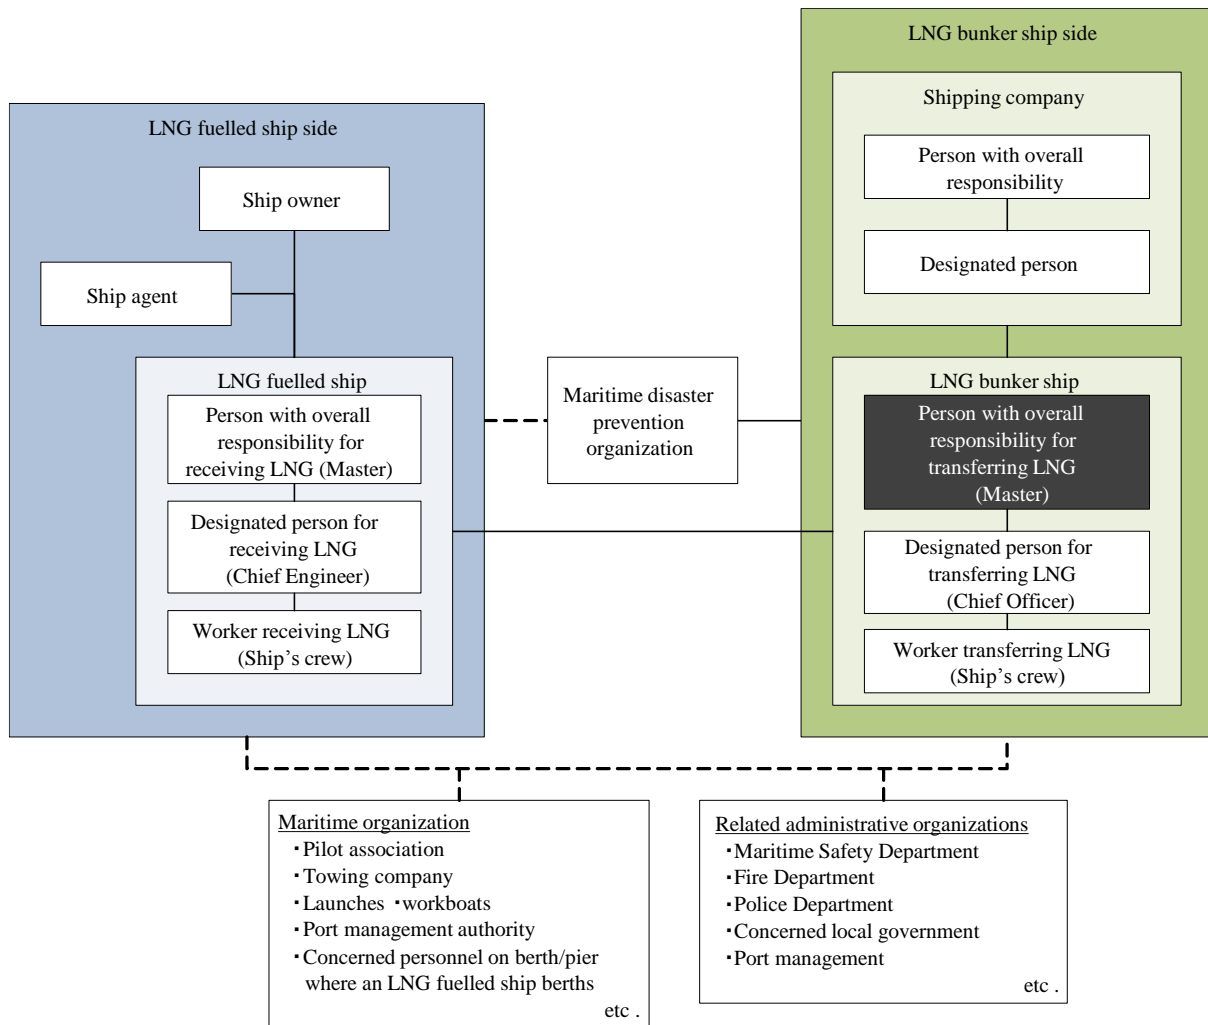 LNG bunker ship side
Shipping company
Person with overall
responsibility
Designated person
LNG fuelled ship side
Ship owner
Ship agent
LNG fuelled ship
Person with overall
responsibility for
receiving LNG (Master)
Designated person for
receiving LNG
(Chief Engineer)
Worker receiving LNG
(Ship’s crew)
Maritime disaster
prevention
organization
LNG bunker ship
Person with overall
responsibility for
transferring LNG
(Master)
Designated person for
transferring LNG
(Chief Officer)
Worker transferring LNG
(Ship’s crew)
Maritime organization
・Pilot association
・Towing company
・Launches ・workboats
・Port management authority
・Concerned personnel on berth/pier
where an LNG fuelled ship berths
etc .
Related administrative organizations
・Maritime Safety Department
・Fire Department
・Police Department
・Concerned local government
・Port management
etc .